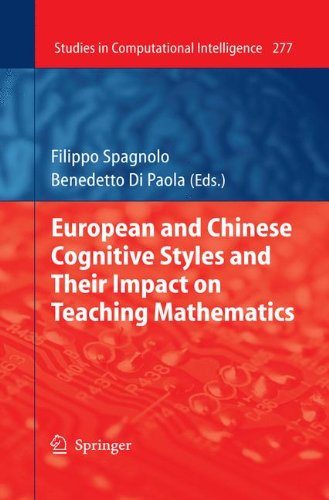 Studies in Computational Intelligence 277
Filippo Spagnolo
Benedetto Di Paola (Eds.)
European and Chinese
Cognitive Styles and
Their Impact on
Teaching Mathematics
Springer